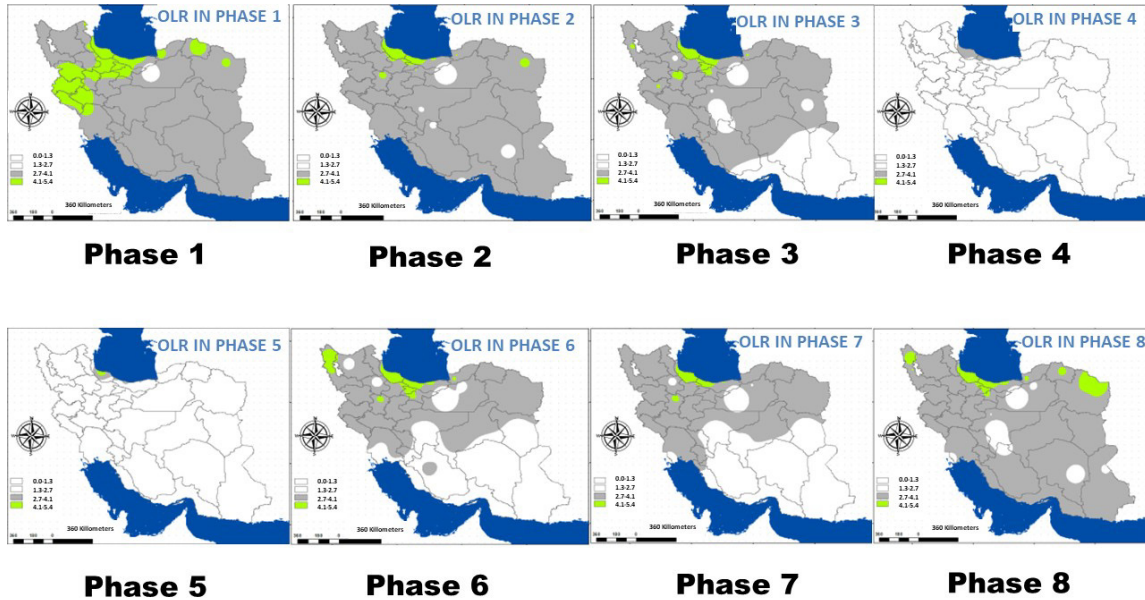 OLR IN PHASE 1
0.0-1.3
1.3-2.7
2.7-4.1
4.1-5.4
360 Kilometers
Phase 1
OLR IN PHASE 2
0.0-1.3
1.3-2.7
2.7-4.1
4.1-5.4
360 Kilometers
Phase 2
OLR IN PHASE 3
0.0-1.3
1.3-2.7
2.7-4.1
4.1-5.4
360 Kilometers
Phase 3
OLR IN PHASE 4
0.0-1.3
1.3-2.7
2.7-4.1
4.1-5.4
360 Kilometers
Phase 4
OLR IN PHASE 5
0.0-1.3
1.3-2.7
2.7-4.1
4.1-5.4
360 Kilometers
Phase 5
OLR IN PHASE 6
0.0-1.3
1.3-2.7
2.7-4.1
4.1-5.4
360 Kilometers
Phase 6
OLR IN PHASE 7
0.0-1.3
1.3-2.7
2.7-4.1
4.1-5.4
360 Kilometers
Phase 7
OLR IN PHASE 8
0.0-1.3
1.3-2.7
2.7-4.1
4.1-5.4
360 Kilometers
Phase 8